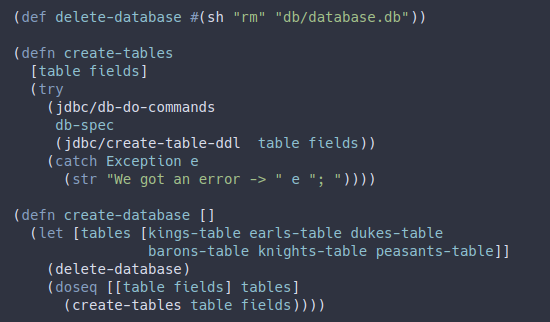 (def delete-database #(sh "rm" "db/database.db"))
(defn create-tables
  [table fields]
  (try
    (jdbc/db-do-commands
     db-spec
     (jdbc/create-table-ddl  table fields))
    (catch Exception e
      (str "We got an error -> " e "; "))))
(defn create-database []
  (let [tables [kings-table earls-table dukes-table
                barons-table knights-table peasants-table]]
    (delete-database)
    (doseq [[table fields] tables]
      (create-tables table fields))))